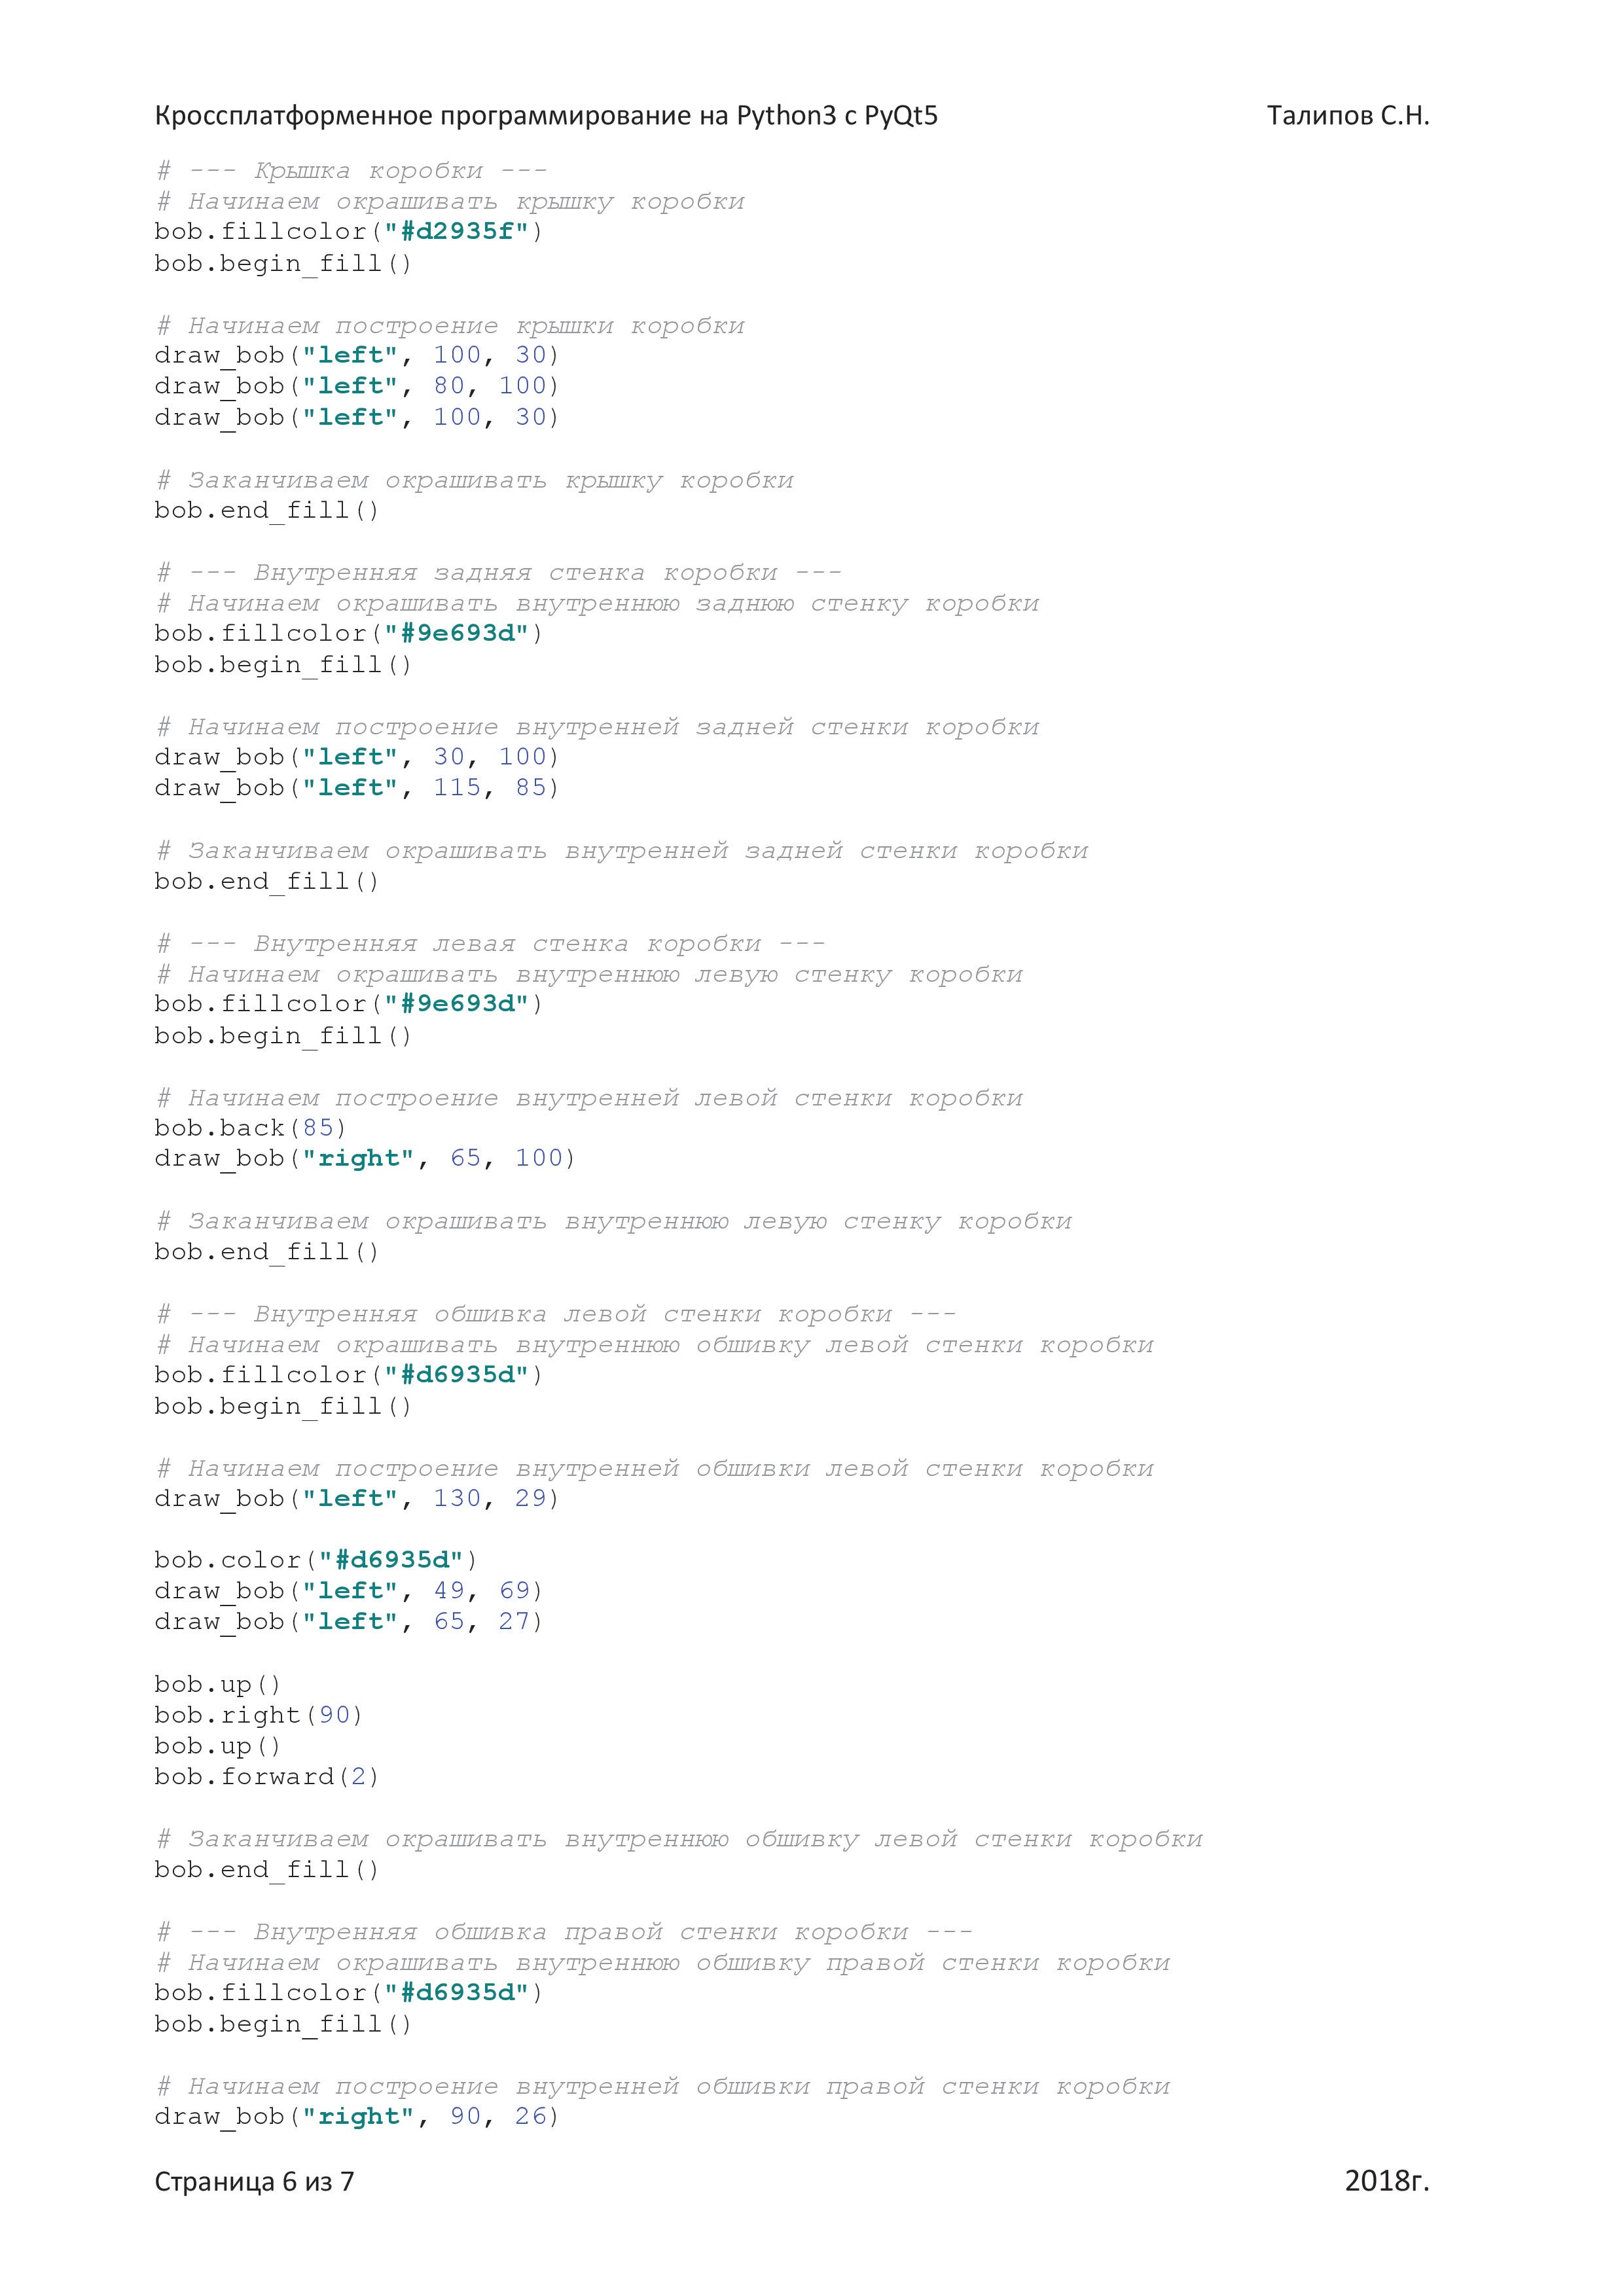 Кроссплатформенное программирование на Python3 с PyQt5 Талипов С.Н.
# --- Крышка коробки ---
# Начинаем окрашивать крышку коробки
bob.fillcolor("#d2935f")
bob.begin_fill()
# Начинаем построение крышки коробки
draw_bob("left", 100, 30)
draw_bob("left", 80, 100)
draw_bob("left", 100, 30)
# Заканчиваем окрашивать крышку коробки
bob.end_fill()
# --- Внутренняя задняя стенка коробки ---
# Начинаем окрашивать внутреннюю заднюю стенку коробки
bob.fillcolor("#9e693d")
bob.begin_fill()
# Начинаем построение внутренней задней стенки коробки
draw_bob("left", 30, 100)
draw_bob("left", 115, 85)
# Заканчиваем окрашивать внутренней задней стенки коробки
bob.end_fill()
# --- Внутренняя левая стенка коробки ---
# Начинаем окрашивать внутреннюю левую стенку коробки
bob.fillcolor("#9e693d")
bob.begin_fill()
# Начинаем построение внутренней левой стенки коробки
bob.back(85)
draw_bob("right", 65, 100)
# Заканчиваем окрашивать внутреннюю левую стенку коробки
bob.end_fill()
# --- Внутренняя обшивка левой стенки коробки ---
# Начинаем окрашивать внутреннюю обшивку левой стенки коробки
bob.fillcolor("#d6935d")
bob.begin_fill()
# Начинаем построение внутренней обшивки левой стенки коробки
draw_bob("left", 130, 29)
bob.color("#d6935d")
draw_bob("left", 49, 69)
draw_bob("left", 65, 27)
bob.up()
bob.right(90)
bob.up()
bob.forward(2)
# Заканчиваем окрашивать внутреннюю обшивку левой стенки коробки
bob.end_fill()
# --- Внутренняя обшивка правой стенки коробки ---
# Начинаем окрашивать внутреннюю обшивку правой стенки коробки
bob.fillcolor("#d6935d")
bob.begin_fill()
# Начинаем построение внутренней обшивки правой стенки коробки
draw_bob("right", 90, 26)
Страница 6 из 7 2018г.